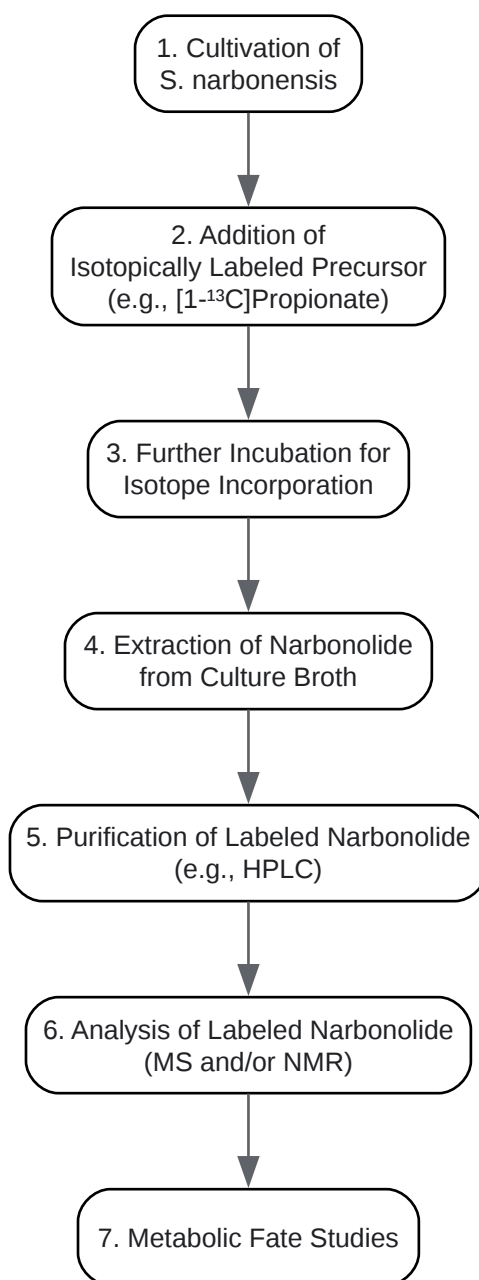 1. Cultivation of
S. narbonensis
2. Addition of
Isotopically Labeled Precursor
(e.g., [1-¹³C]Propionate)
3. Further Incubation for
Isotope Incorporation
4. Extraction of Narbonolide
from Culture Broth
5. Purification of Labeled Narbonolide
(e.g., HPLC)
6. Analysis of Labeled Narbonolide
(MS and/or NMR)
7. Metabolic Fate Studies